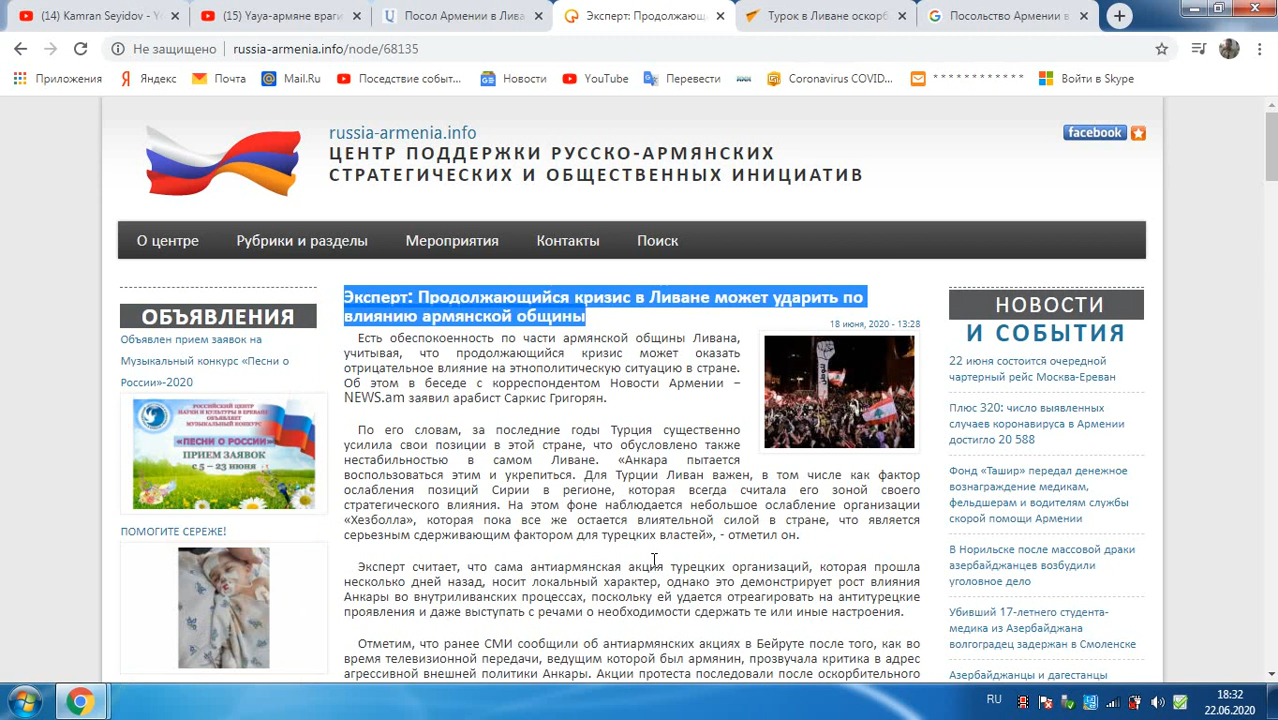 (14) Kamran Seyidov - Yo
(15) Yaya-армяне враги
Посол Армении в Лива
Эксперт: Продолжающ
Турок в Ливане оскорб
Посольство Армении в
Не защищено
russia-armenia.info/node/68135
Приложения
Яндекс
Почта
Mail.Ru
Поседствие событ...
Новости
YouTube
Перевести
Coronavirus COVID...
* * * * * * * * * * * *
Войти в Skype
russia-armenia.info
ЦЕНТР ПОДДЕРЖКИ РУССКО-АРМЯНСКИХ
СТРАТЕГИЧЕСКИХ И ОБЩЕСТВЕННЫХ ИНИЦИАТИВ
facebook
О центре
Рубрики и разделы
Мероприятия
Контакты
Поиск
ОБЪЯВЛЕНИЯ
Объявлен прием заявок на
Музыкальный конкурс «Песни о
России»-2020
РОССИЙСКИЙ ЦЕНТР
НАУКИ И КУЛЬТУРЫ В ЕРЕВАНЕ
ОБЪЯВЛЯЕТ
МУЗЫКАЛЬНЫЙ КОНКУРС
«ПЕСНИ О РОССИИ»
ПРИЕМ ЗАЯВОК
с 5 – 23 июня
ПОМОГИТЕ СЕРЕЖЕ!
Эксперт: Продолжающийся кризис в Ливане может ударить по
влиянию армянской общины
18 июня, 2020 - 13:28
Есть обеспокоенность по части армянской общины Ливана,
учитывая, что продолжающийся кризис может оказать
отрицательное влияние на этнополитическую ситуацию в стране.
Об этом в беседе с корреспондентом Новости Армении –
NEWS.am заявил арабист Саркис Григорян.
По его словам, за последние годы Турция существенно
усилила свои позиции в этой стране, что обусловлено также
нестабильностью в самом Ливане. «Анкара пытается
воспользоваться этим и укрепиться. Для Турции Ливан важен, в том числе как фактор
ослабления позиций Сирии в регионе, которая всегда считала его зоной своего
стратегического влияния. На этом фоне наблюдается небольшое ослабление организации
«Хезболла», которая пока все же остается влиятельной силой в стране, что является
серьезным сдерживающим фактором для турецких властей», - отметил он.
Эксперт считает, что сама антиармянская акция турецких организаций, которая прошла
несколько дней назад, носит локальный характер, однако это демонстрирует рост влияния
Анкары во внутриливанских процессах, поскольку ей удается отреагировать на антитурецкие
проявления и даже выступать с речами о необходимости сдержать те или иные настроения.
Отметим, что ранее СМИ сообщили об антиармянских акциях в Бейруте после того, как во
время телевизионной передачи, ведущим которой был армянин, прозвучала критика в адрес
агрессивной внешней политики Анкары. Акции протеста последовали после оскорбительного
НОВОСТИ
И СОБЫТИЯ
22 июня состоится очередной
чартерный рейс Москва-Ереван
Плюс 320: число выявленных
случаев коронавируса в Армении
достигло 20 588
Фонд «Ташир» передал денежное
вознаграждение медикам,
фельдшерам и водителям службы
скорой помощи Армении
В Норильске после массовой драки
азербайджанцев возбудили
уголовное дело
Убивший 17-летнего студента-
медика из Азербайджана
волгоградец задержан в Смоленске
Азербайджанцы и дагестанцы
RU
18:32
22.06.2020